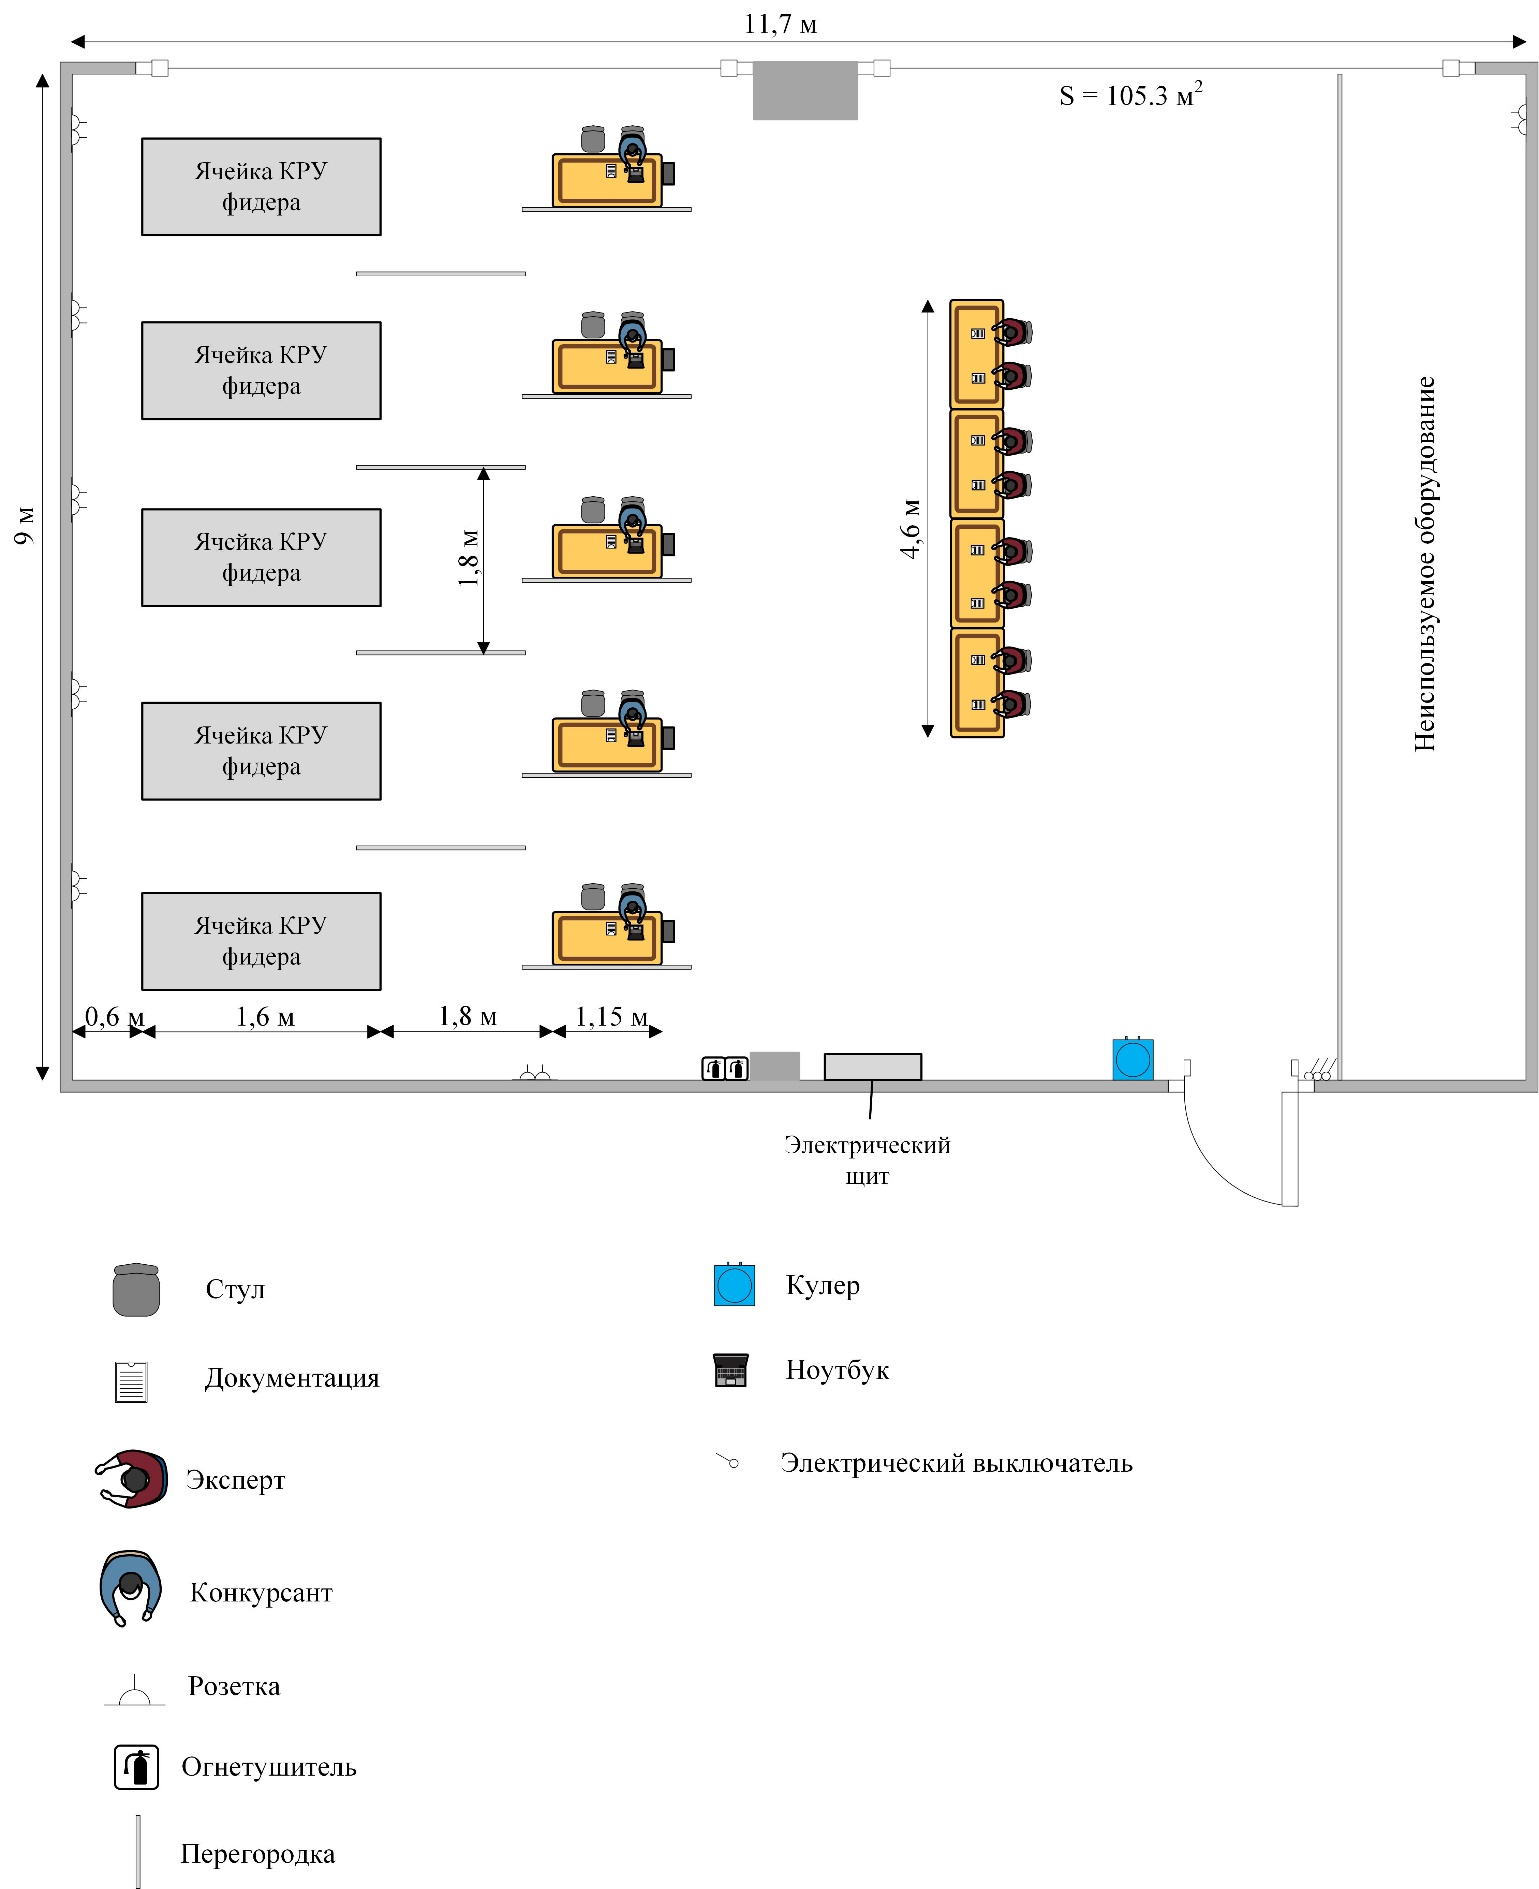 11,7 м
S = 105.3 м²
9 м
Ячейка КРУ
фидера
Ячейка КРУ
фидера
Ячейка КРУ
фидера
1,8 м
4,6 м
Неиспользуемое оборудование
Ячейка КРУ
фидера
Ячейка КРУ
фидера
0,6 м
1,6 м
1,8 м
1,15 м
Электрический
щит
Стул
Кулер
Документация
Ноутбук
Эксперт
Электрический выключатель
Конкурсант
Розетка
Огнетушитель
Перегородка